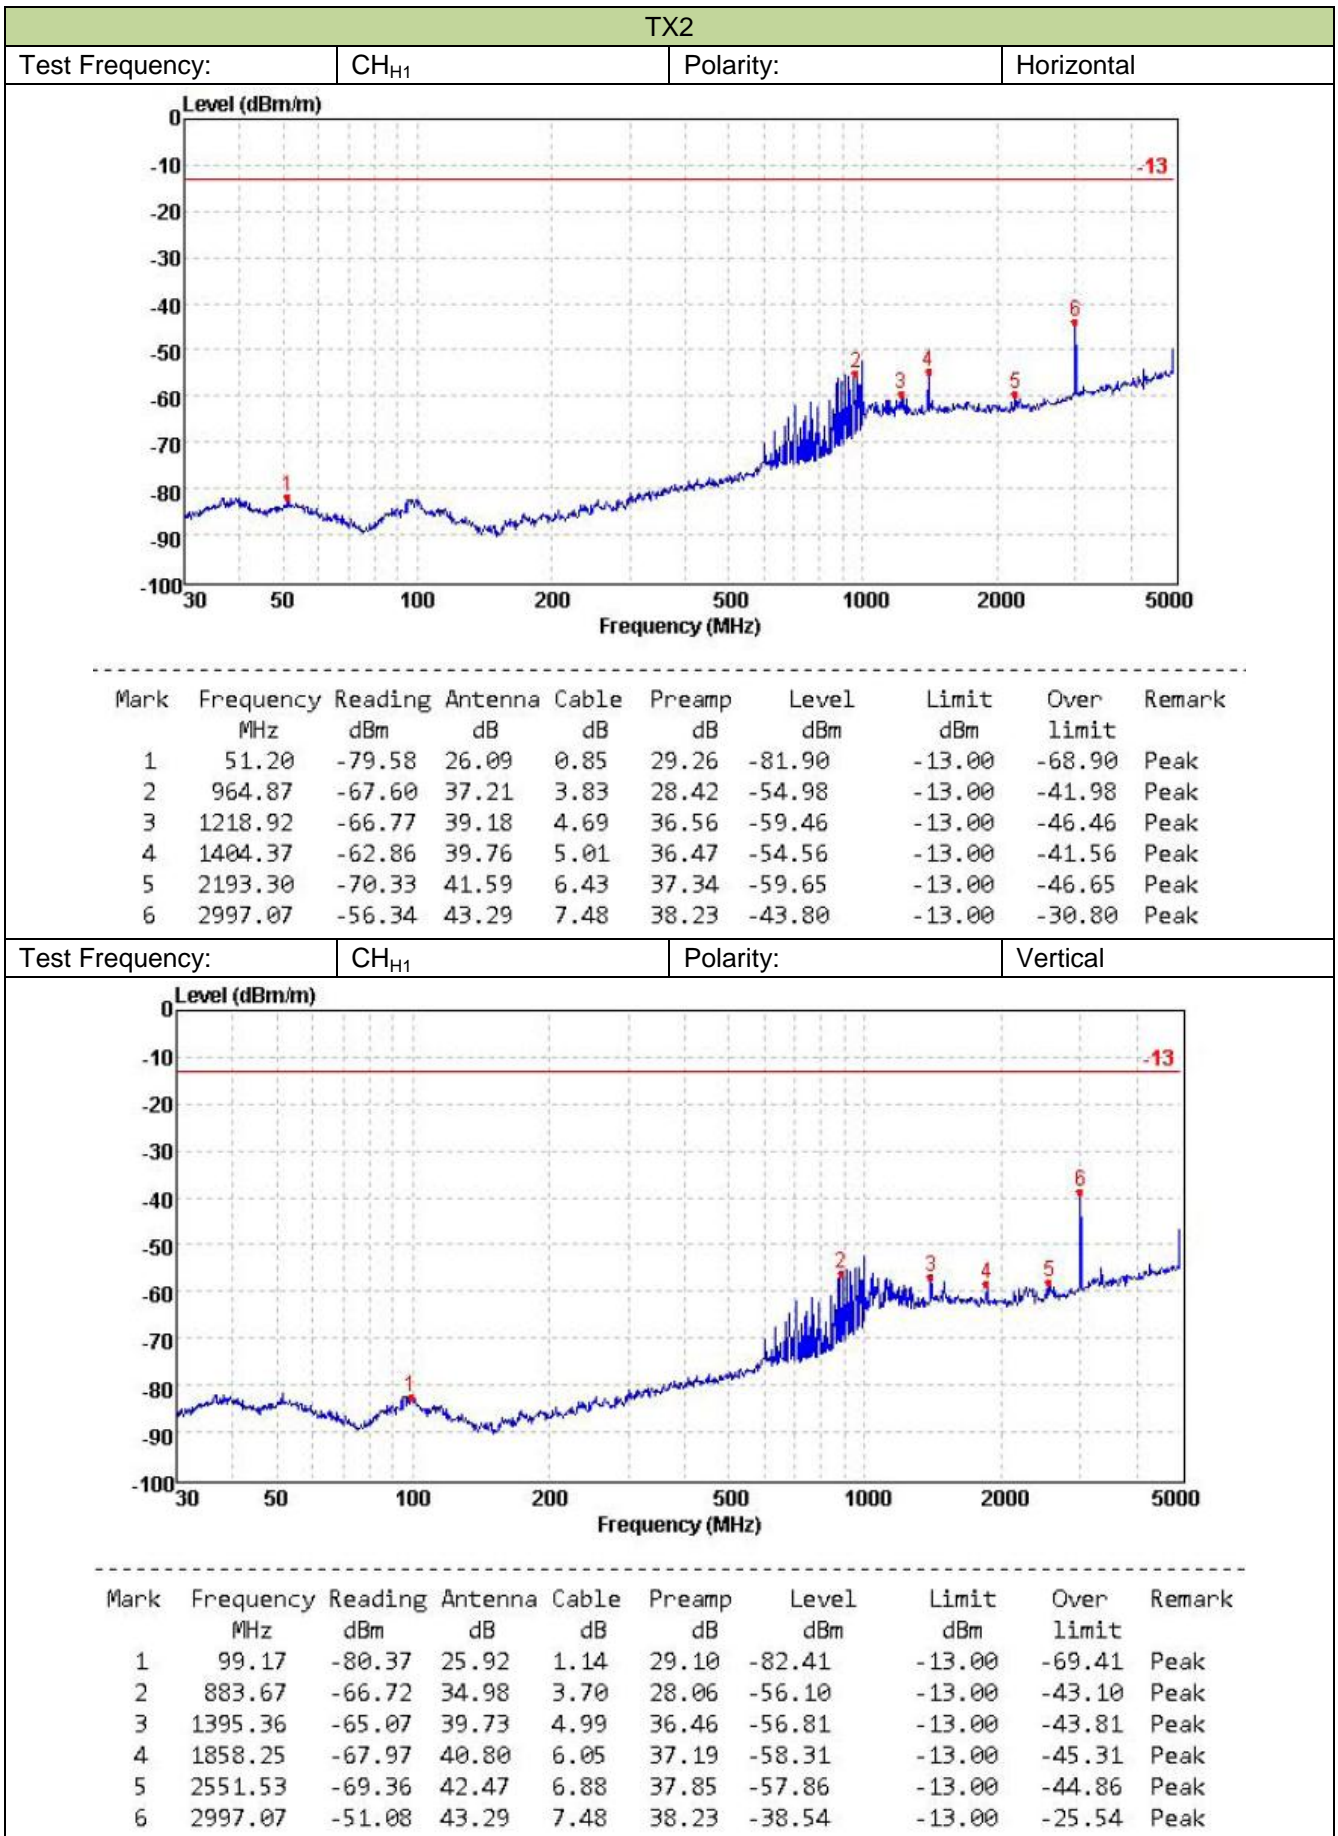 TX2
Test Frequency: CHH1 Polarity: Horizontal
Level (dBm/m)
0
-10
-13
-20
-30
-40
-50
-60
-70
-80
-90
-100
6
2
4
3
5
1
30 50 100 200 500 1000 2000 5000
Frequency (MHz)
Mark Frequency Reading Antenna Cable Preamp Level Limit Over Remark
MHz dBm dB dB dB dBm dBm limit
1 51.20 -79.58 26.09 0.85 29.26 -81.90 -13.00 -68.90 Peak
2 964.87 -67.60 37.21 3.83 28.42 -54.98 -13.00 -41.98 Peak
3 1218.92 -66.77 39.18 4.69 36.56 -59.46 -13.00 -46.46 Peak
4 1404.37 -62.86 39.76 5.01 36.47 -54.56 -13.00 -41.56 Peak
5 2193.30 -70.33 41.59 6.43 37.34 -59.65 -13.00 -46.65 Peak
6 2997.07 -56.34 43.29 7.48 38.23 -43.80 -13.00 -30.80 Peak
Test Frequency: CHH1 Polarity: Vertical
Level (dBm/m)
0
-10
-13
-20
-30
-40
-50
-60
-70
-80
-90
-100
6
2
3
4
5
1
30 50 100 200 500 1000 2000 5000
Frequency (MHz)
Mark Frequency Reading Antenna Cable Preamp Level Limit Over Remark
MHz dBm dB dB dB dBm dBm limit
1 99.17 -80.37 25.92 1.14 29.10 -82.41 -13.00 -69.41 Peak
2 883.67 -66.72 34.98 3.70 28.06 -56.10 -13.00 -43.10 Peak
3 1395.36 -65.07 39.73 4.99 36.46 -56.81 -13.00 -43.81 Peak
4 1858.25 -67.97 40.80 6.05 37.19 -58.31 -13.00 -45.31 Peak
5 2551.53 -69.36 42.47 6.88 37.85 -57.86 -13.00 -44.86 Peak
6 2997.07 -51.08 43.29 7.48 38.23 -38.54 -13.00 -25.54 Peak